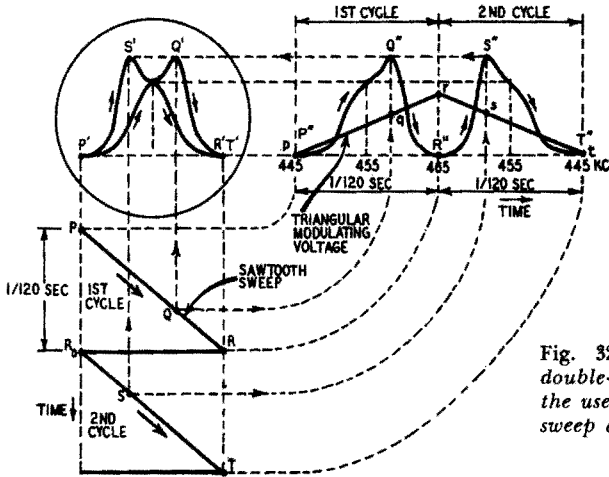 1ST CYCLE
2ND CYCLE
S'
Q'
Q"
S"
P'
R'T'
P"
p
q
r
s
R"
T"
t
445
455
465
455
445 KC
1/120 SEC
1/120 SEC
TIME
TRIANGULAR
MODULATING
VOLTAGE
P
1/120 SEC
1ST
CYCLE
SAWTOOTH
SWEEP
Q
R
S
TIME
2ND
CYCLE
T
Fig. 32
double-
the use
sweep